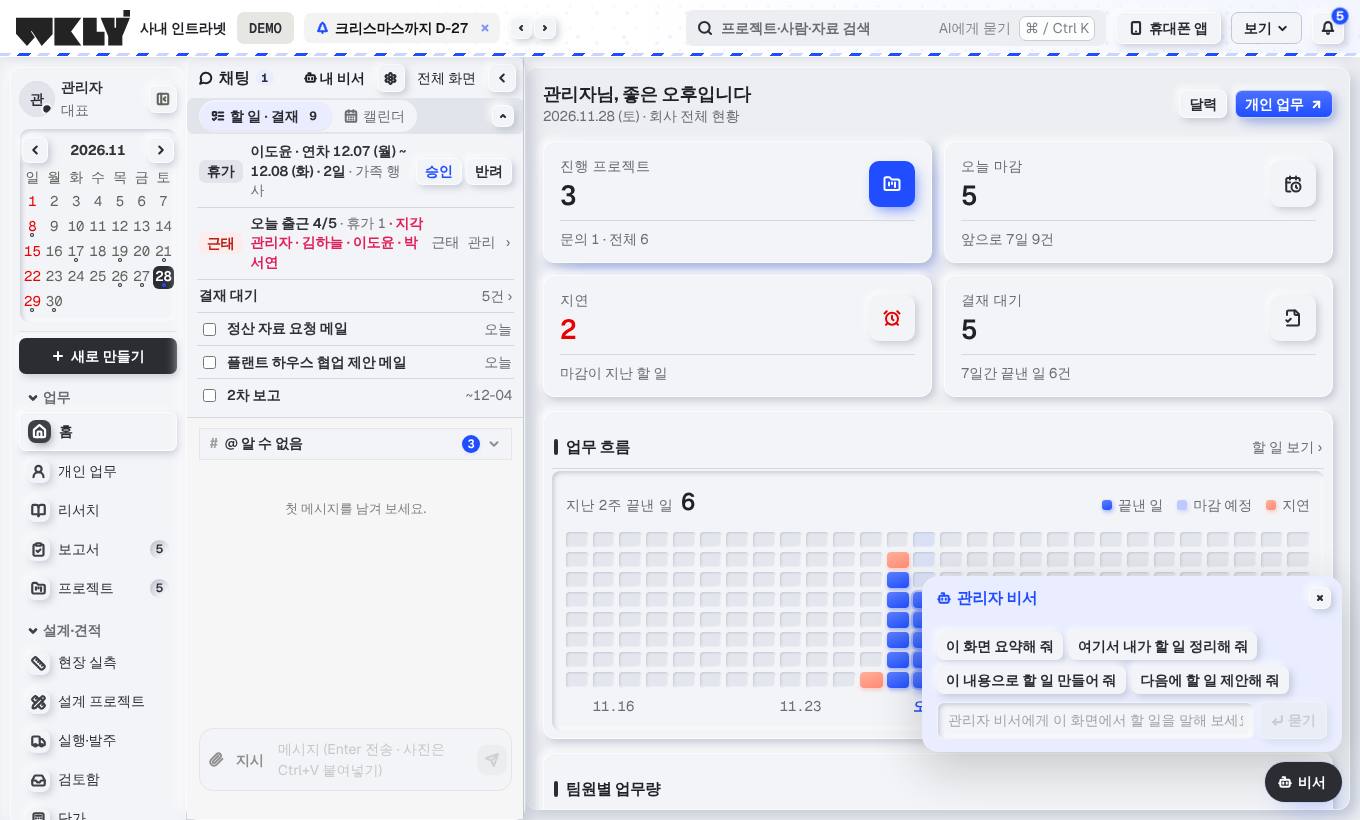 WKLY
사내 인트라넷
DEMO
크리스마스까지 D-27 ×
프로젝트·사람·자료 검색
AI에게 묻기
⌘ / Ctrl K
휴대폰 앱
보기
5
관
관리자
대표
2026.11
일 월 화 수 목 금 토
1 2 3 4 5 6 7
8 9 10 11 12 13 14
15 16 17 18 19 20 21
22 23 24 25 26 27 28
29 30
+ 새로 만들기
업무
홈
개인 업무
리서치
보고서 5
프로젝트 5
설계·견적
현장 실측
설계 프로젝트
실행·발주
검토함
단가
채팅 1
내 비서
전체 화면
할 일·결재 9
캘린더
휴가
이도윤 · 연차 12.07 (월) ~
12.08 (화) · 2일 · 가족 행
사
승인
반려
근태
오늘 출근 4/5 · 휴가 1 · 지각
관리자 · 김하늘 · 이도윤 · 박
서연
근태 관리 ›
결재 대기 5건 ›
정산 자료 요청 메일 오늘
플랜트 하우스 협업 제안 메일 오늘
2차 보고 ~12-04
# @ 알 수 없음 3
첫 메시지를 남겨 보세요.
지시
메시지 (Enter 전송 · 사진은
Ctrl+V 붙여넣기)
관리자님, 좋은 오후입니다
2026.11.28 (토) · 회사 전체 현황
달력
개인 업무
진행 프로젝트
3
문의 1 · 전체 6
오늘 마감
5
앞으로 7일 9건
지연
2
마감이 지난 할 일
결재 대기
5
7일간 끝낸 일 6건
업무 흐름
할 일 보기 ›
지난 2주 끝낸 일 6
끝낸 일 마감 예정 지연
11.16 11.23
관리자 비서
이 화면 요약해 줘
여기서 내가 할 일 정리해 줘
이 내용으로 할 일 만들어 줘
다음에 할 일 제안해 줘
관리자 비서에게 이 화면에서 할 일을 말해 보세
묻기
팀원별 업무량
비서